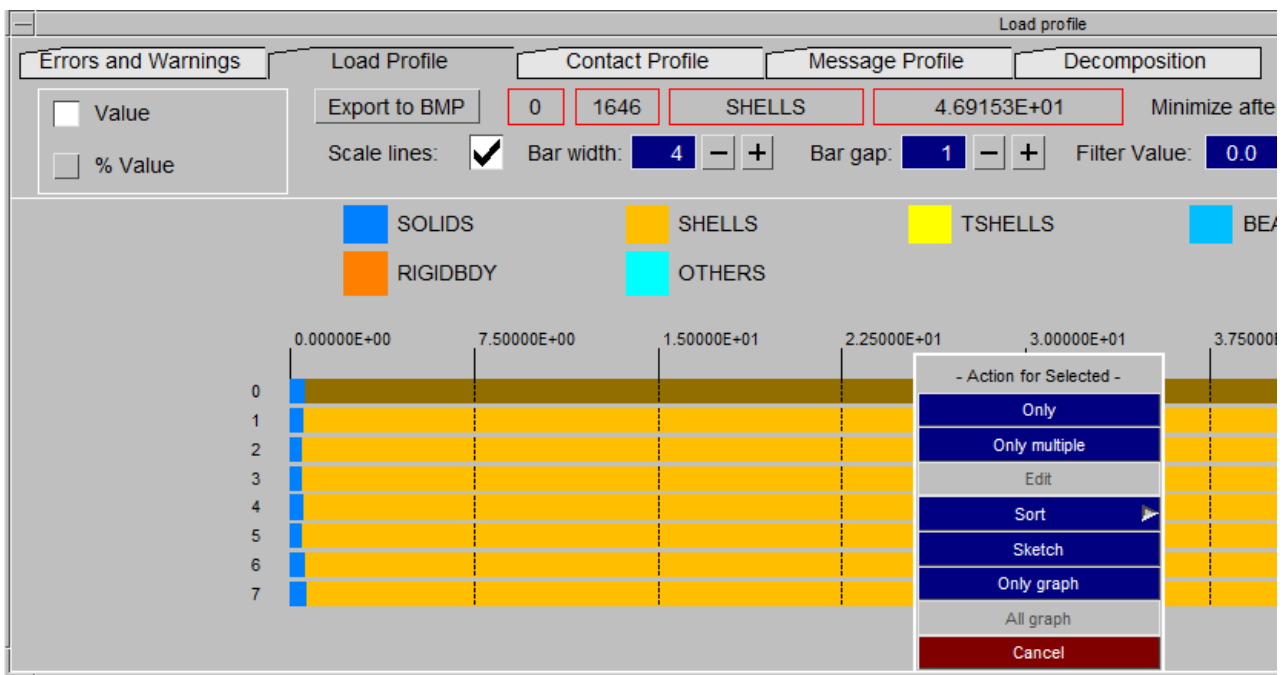 Load profile
Errors and Warnings Load Profile Contact Profile Message Profile Decomposition
Value Export to BMP 0 1646 SHELLS 4.69153E+01 Minimize afte
% Value Scale lines: Bar width: 4 − + Bar gap: 1 − + Filter Value: 0.0
SOLIDS SHELLS TSHELLS BEA
RIGIDBDY OTHERS
0.00000E+00 7.50000E+00 1.50000E+01 2.25000E+01 3.00000E+01 3.75000E
- Action for Selected -
0
Only
1
Only multiple
2
Edit
3
Sort
4
Sketch
5
Only graph
6
All graph
7
Cancel